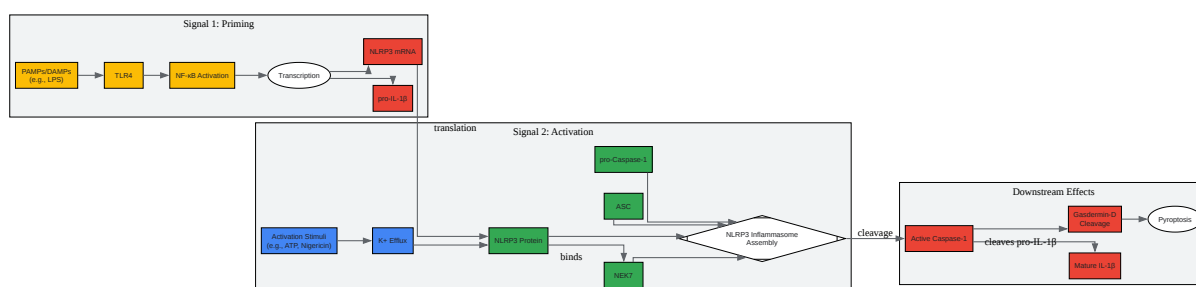 Signal 1: Priming
PAMPs/DAMPs
(e.g., LPS)
TLR4
NF-κB Activation
Transcription
NLRP3 mRNA
pro-IL-1β
translation
Signal 2: Activation
pro-Caspase-1
ASC
Activation Stimuli
(e.g., ATP, Nigericin)
K+ Efflux
NLRP3 Protein
binds
NEK7
NLRP3 Inflammasome
Assembly
cleavage
Downstream Effects
Active Caspase-1
Gasdermin-D
Cleavage
Pyroptosis
cleaves pro-IL-1β
Mature IL-1β